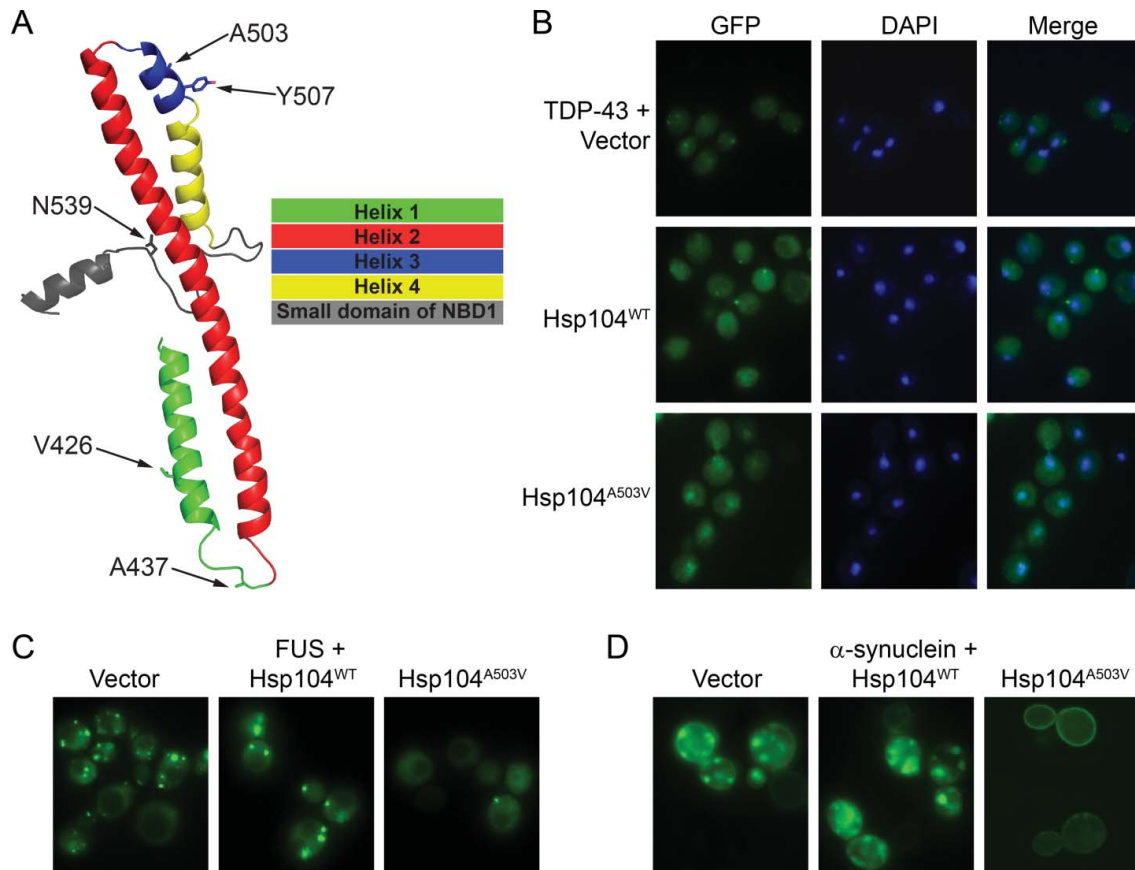 A
A503
Y507
N539
V426
A437
Helix 1
Helix 2
Helix 3
Helix 4
Small domain of NBD1
B
GFP DAPI Merge
TDP-43 +
Vector
Hsp104WT
Hsp104A503V
C
FUS +
Vector Hsp104WT Hsp104A503V
D
α-synuclein +
Vector Hsp104WT Hsp104A503V